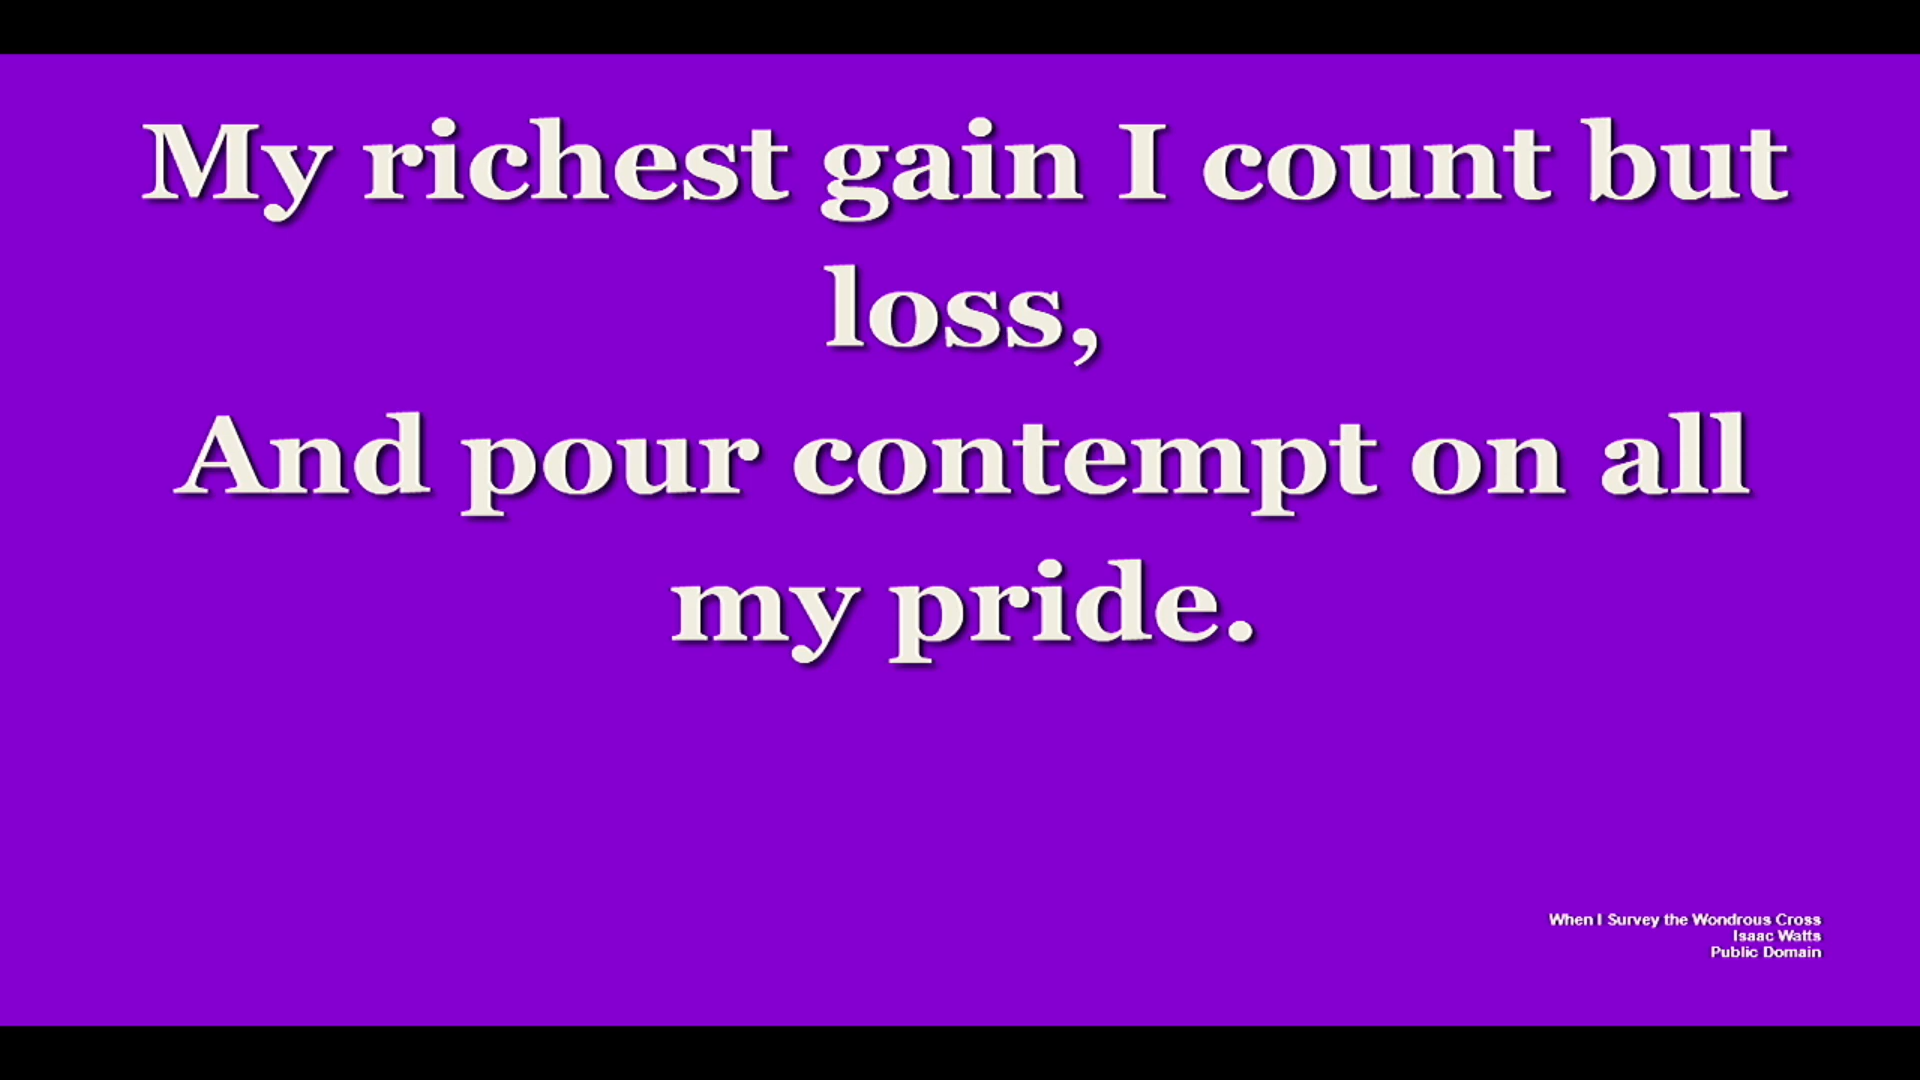 My richest gain I count but
loss,
And pour contempt on all
my pride.
When I Survey the Wondrous Cross
Isaac Watts
Public Domain